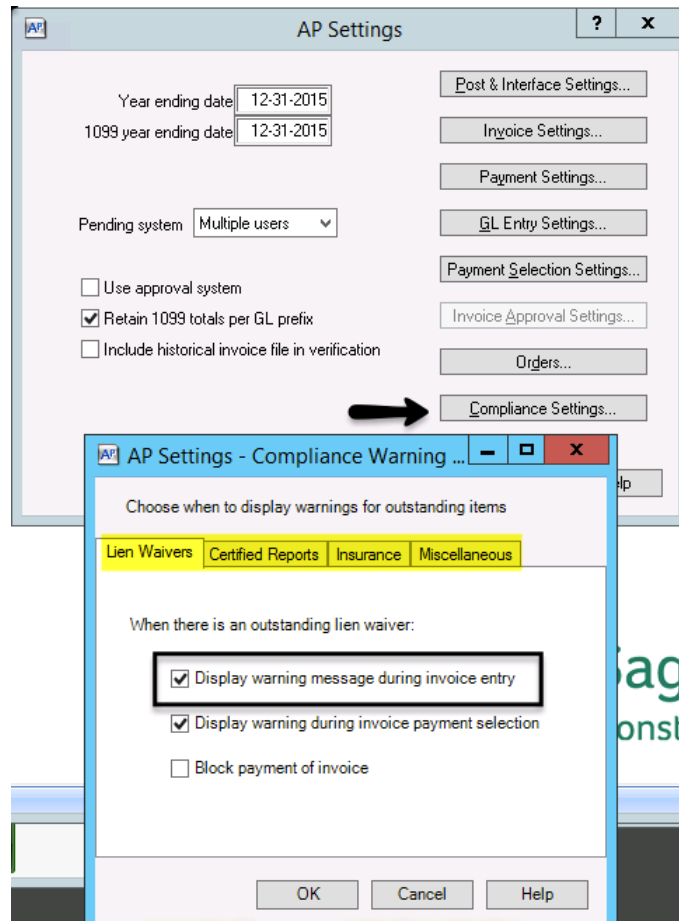 AP AP Settings ? x
Year ending date 12-31-2015
1099 year ending date 12-31-2015
Pending system Multiple users
Use approval system
Retain 1099 totals per GL prefix
Include historical invoice file in verification
Post & Interface Settings...
Invoice Settings...
Payment Settings...
GL Entry Settings...
Payment Selection Settings...
Invoice Approval Settings...
Orders...
Compliance Settings...
lp
AP AP Settings - Compliance Warning ... x
Choose when to display warnings for outstanding items
Lien Waivers Certified Reports Insurance Miscellaneous
When there is an outstanding lien waiver:
Display warning message during invoice entry
Display warning during invoice payment selection
Block payment of invoice
OK Cancel Help